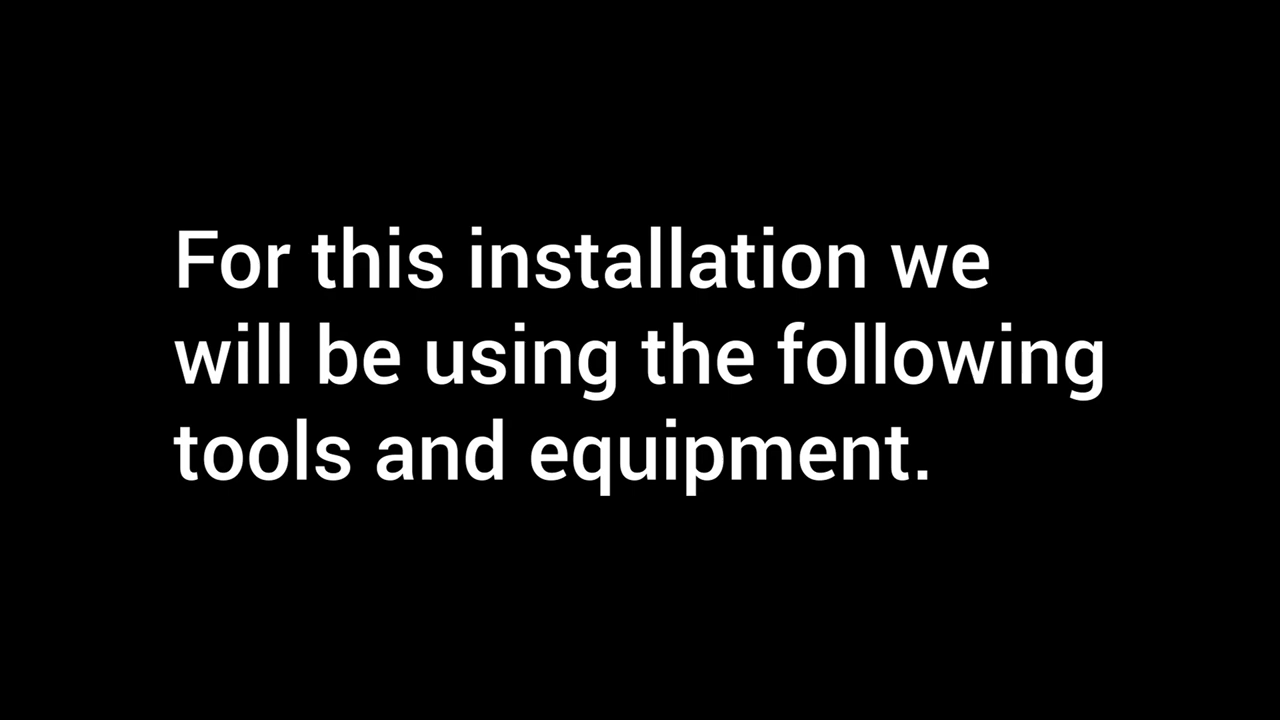 For this installation we
will be using the following
tools and equipment.